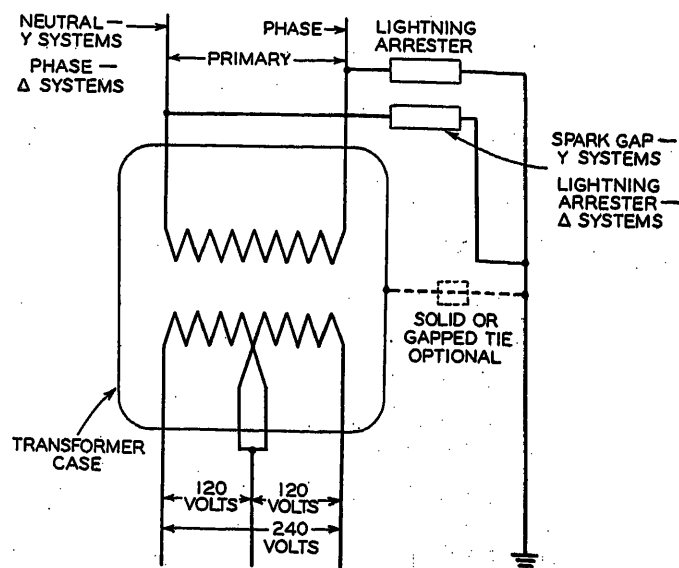 NEUTRAL —
Y SYSTEMS
PHASE —
Δ SYSTEMS
PHASE —
PRIMARY
LIGHTNING
ARRESTER
SPARK GAP —
Y SYSTEMS
LIGHTNING
ARRESTER —
Δ SYSTEMS
SOLID OR
GAPPED TIE
OPTIONAL
TRANSFORMER
CASE
120
VOLTS
120
VOLTS
240
VOLTS